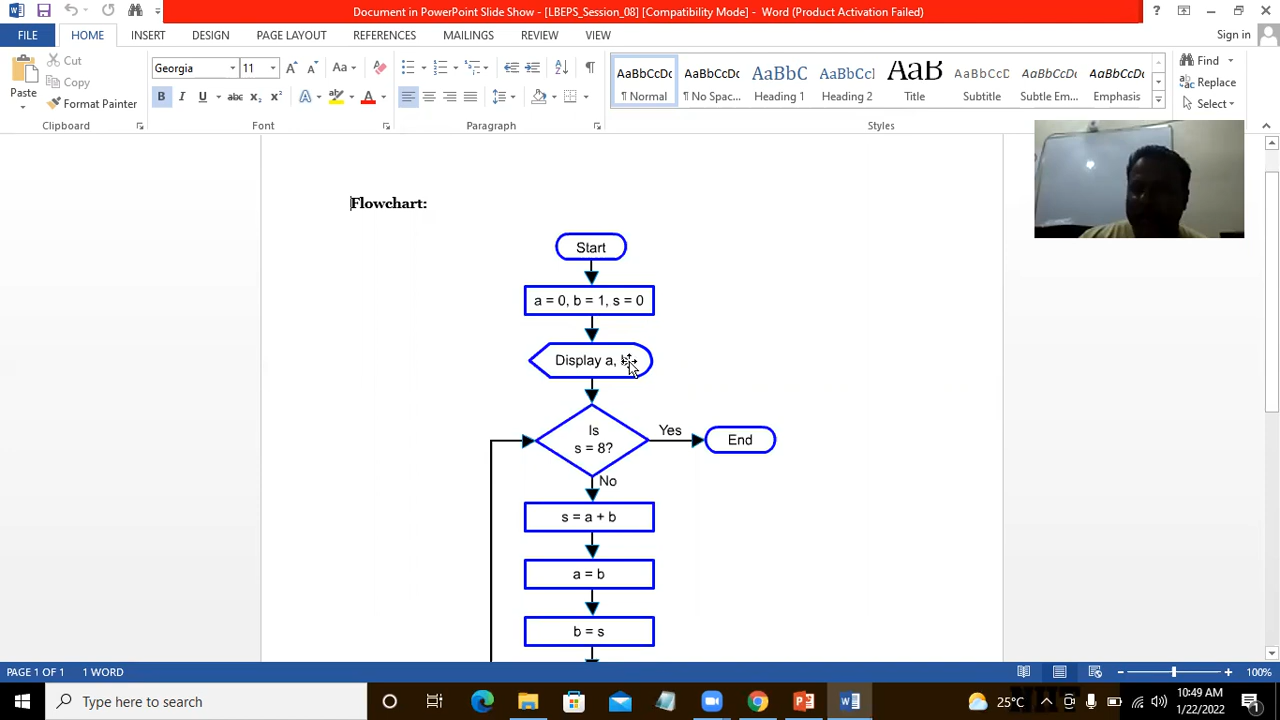 Document in PowerPoint Slide Show - [LBEPS_Session_08] [Compatibility Mode] - Word (Product Activation Failed)
FILE HOME INSERT DESIGN PAGE LAYOUT REFERENCES MAILINGS REVIEW VIEW Sign in
Paste
Cut
Copy
Format Painter
Georgia 11
Clipboard Font Paragraph Styles
AaBbCcDc AaBbCcDc AaBbC AaBbCc AaB AaBbCcD AaBbCcDc AaBbCcDc
¶ Normal ¶ No Spac... Heading 1 Heading 2 Title Subtitle Subtle Em... Emphasis
Find
Replace
Select
Flowchart:
Start
a = 0, b = 1, s = 0
Display a,
Is
s = 8?
Yes
End
No
s = a + b
a = b
b = s
PAGE 1 OF 1 1 WORD 100%
Type here to search
25°C
10:49 AM
1/22/2022